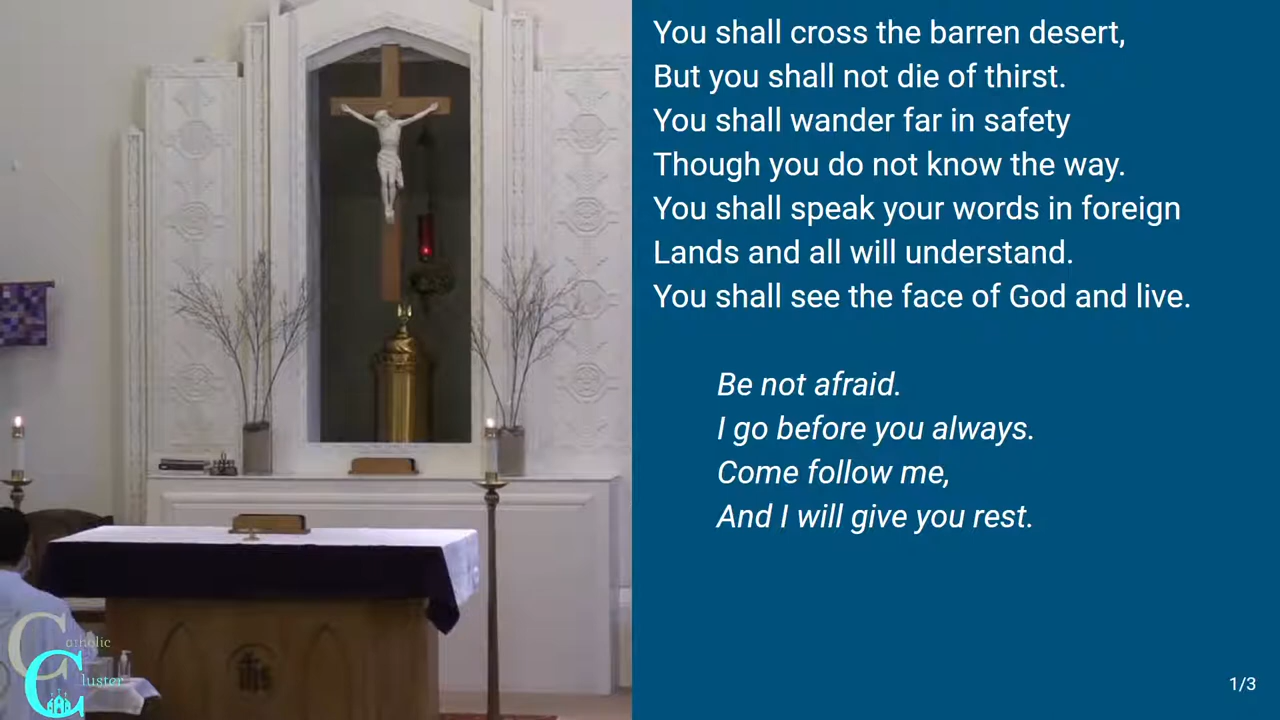 You shall cross the barren desert,
But you shall not die of thirst.
You shall wander far in safety
Though you do not know the way.
You shall speak your words in foreign
Lands and all will understand.
You shall see the face of God and live.
Be not afraid.
I go before you always.
Come follow me,
And I will give you rest.
1/3
Catholic
Cluster
ihs